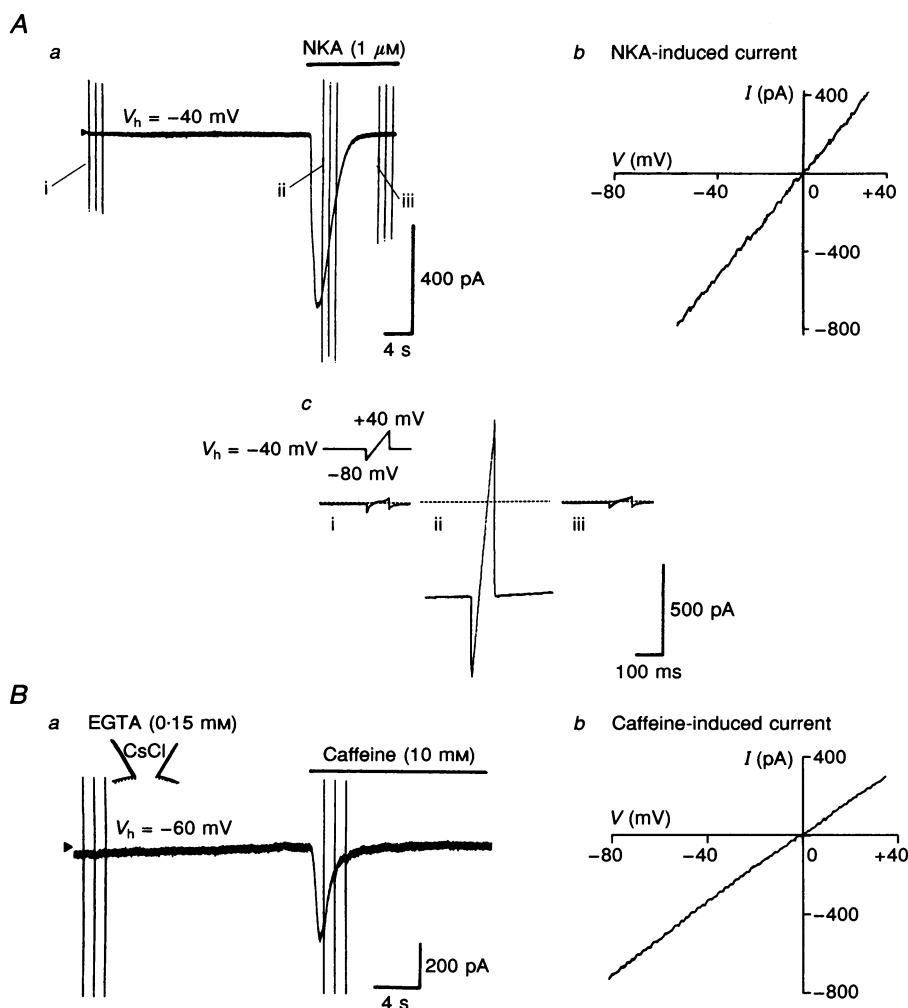 A
a
NKA (1 μM)
Vh = −40 mV
i
ii
iii
400 pA
4 s
b NKA-induced current
I (pA)
400
V (mV)
−80
−40
0
+40
−400
−800
c
+40 mV
Vh = −40 mV
−80 mV
i
ii
iii
500 pA
100 ms
B
a EGTA (0·15 mM)
CsCl
Caffeine (10 mM)
Vh = −60 mV
200 pA
4 s
b Caffeine-induced current
I (pA)
400
V (mV)
−80
−40
0
+40
−400
−800